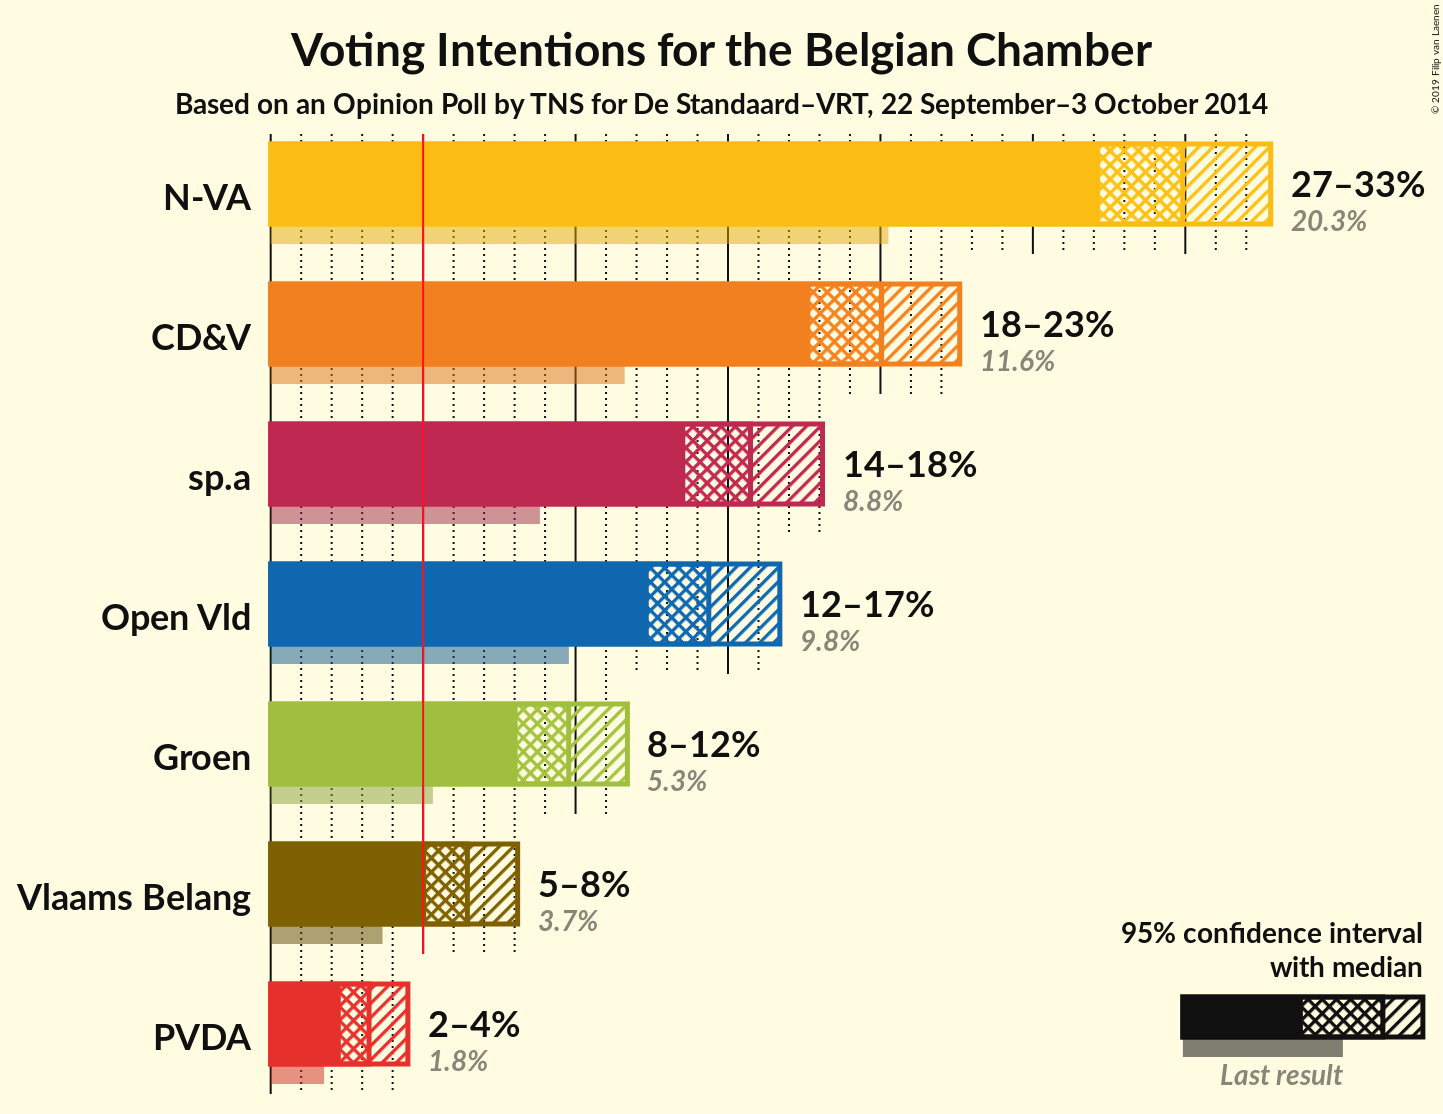 Voting Intentions for the Belgian Chamber
Based on an Opinion Poll by TNS for De Standaard–VRT, 22 September–3 October 2014
© 2019 Filip van Laenen
N-VA
27–33%
20.3%
CD&V
18–23%
11.6%
sp.a
14–18%
8.8%
Open Vld
12–17%
9.8%
Groen
8–12%
5.3%
Vlaams Belang
5–8%
3.7%
PVDA
2–4%
1.8%
95% confidence interval
with median
Last result